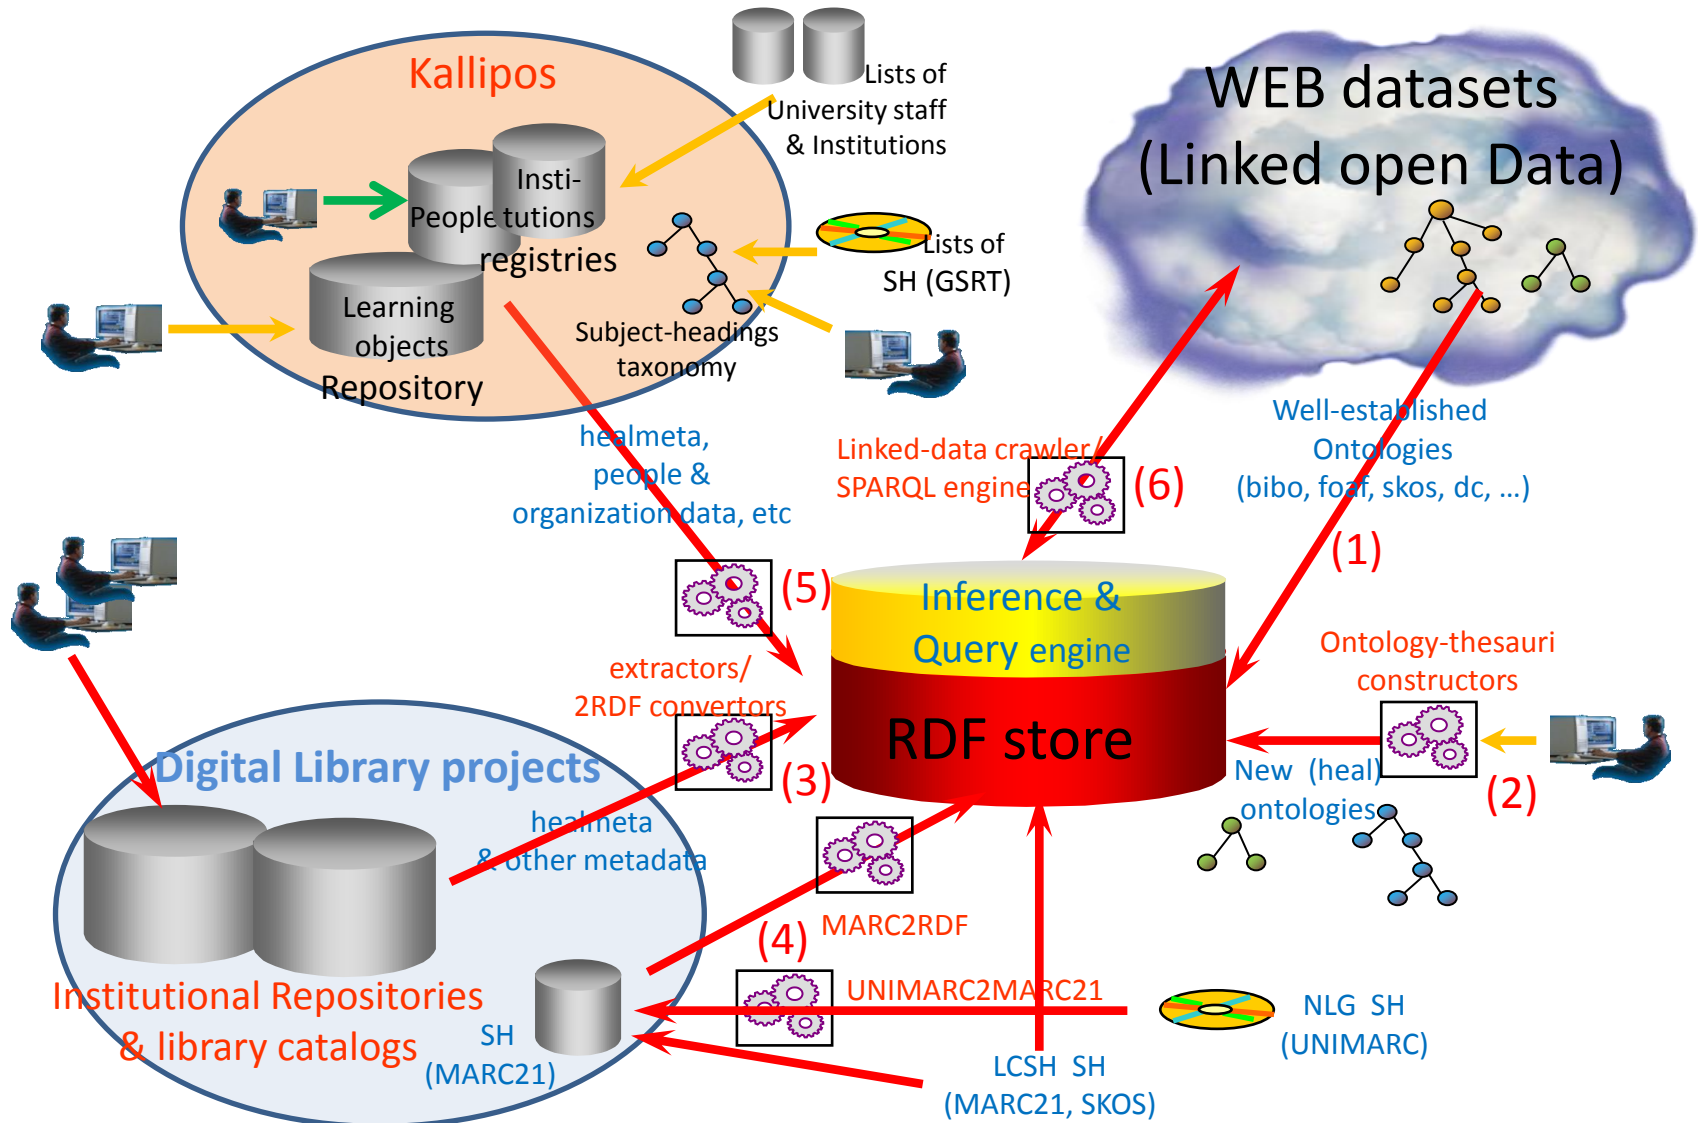 Kallipos
Lists of
University staff
& Institutions
WEB datasets
(Linked open Data)
Insti-
People
tutions
registries
Learning
objects
Repository
Subject-headings
taxonomy
Lists of
SH (GSRT)
healmeta,
people &
organization data, etc
Linked-data crawler/
SPARQL engine
(6)
Well-established
Ontologies
(bibo, foaf, skos, dc, ...)
(1)
(5)
Inference &
Query engine
RDF store
extractors/
2RDF convertors
(3)
Ontology-thesauri
constructors
(2)
New (heal)
ontologies
Digital Library projects
healmeta
& other metadata
Institutional Repositories
& library catalogs
SH
(MARC21)
(4)
MARC2RDF
UNIMARC2MARC21
NLG SH
(UNIMARC)
LCSH SH
(MARC21, SKOS)